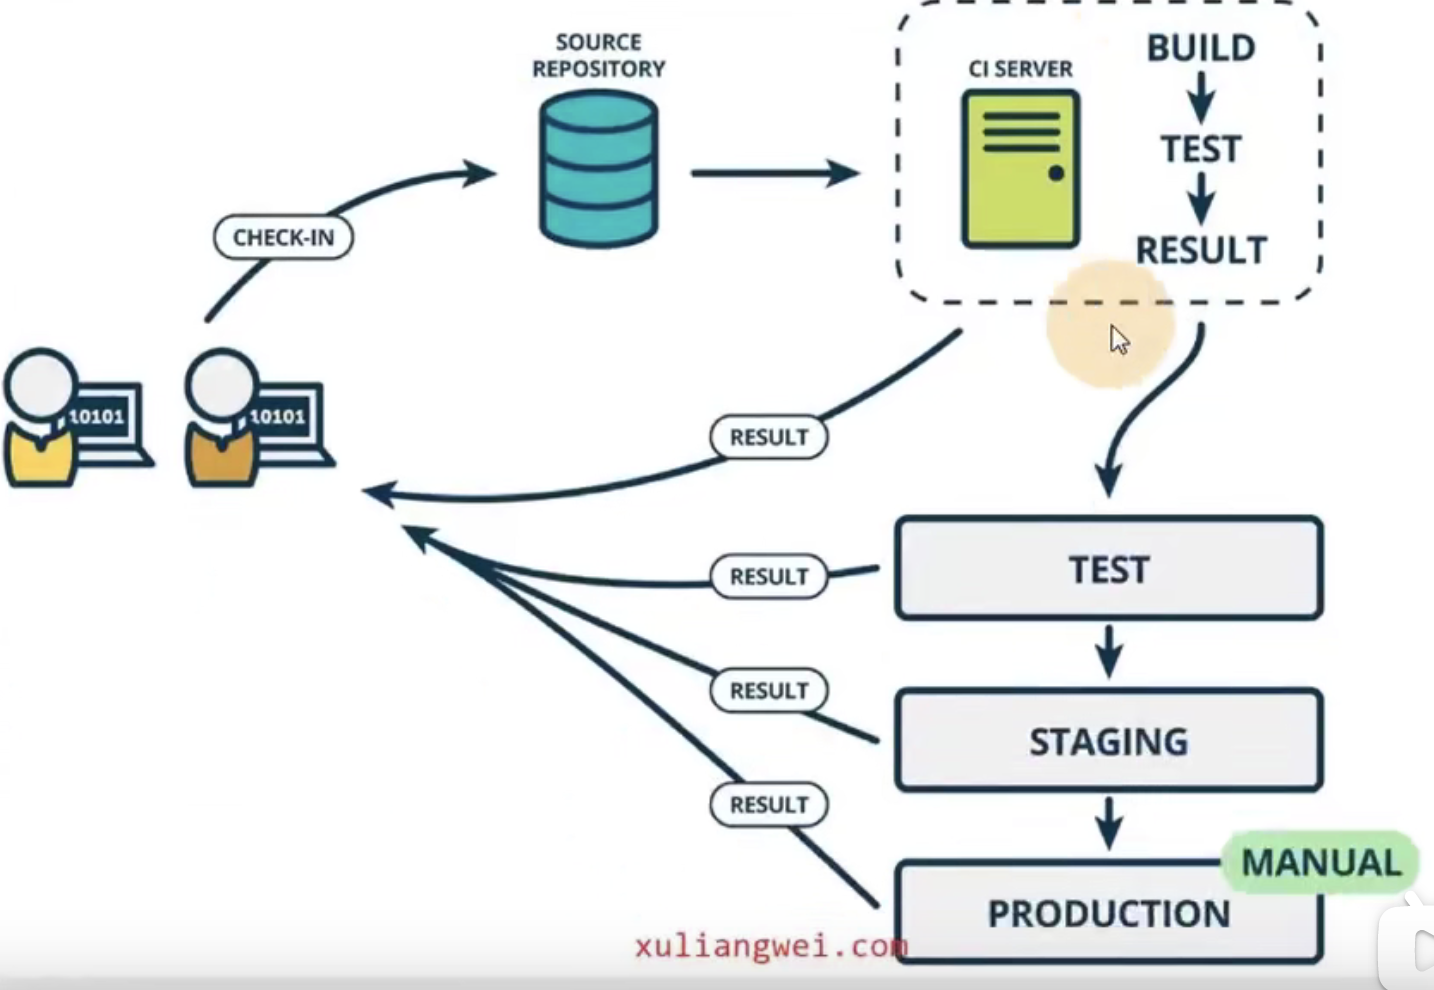 SOURCE
REPOSITORY
CI SERVER
BUILD
TEST
RESULT
CHECK-IN
10101
10101
RESULT
RESULT
TEST
RESULT
STAGING
RESULT
MANUAL
PRODUCTION
xuliangwei.com